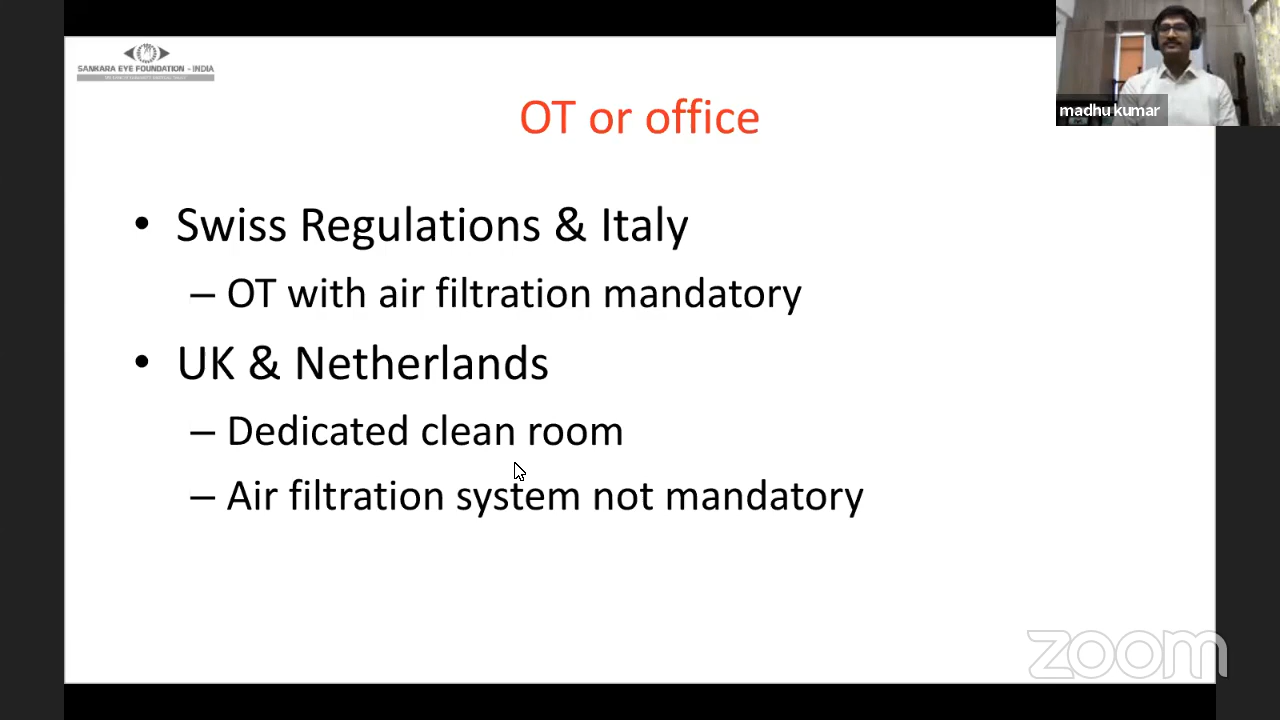 SANKARA EYE FOUNDATION - INDIA
OT or office
madhu kumar
• Swiss Regulations & Italy
– OT with air filtration mandatory
• UK & Netherlands
– Dedicated clean room
– Air filtration system not mandatory
zoom